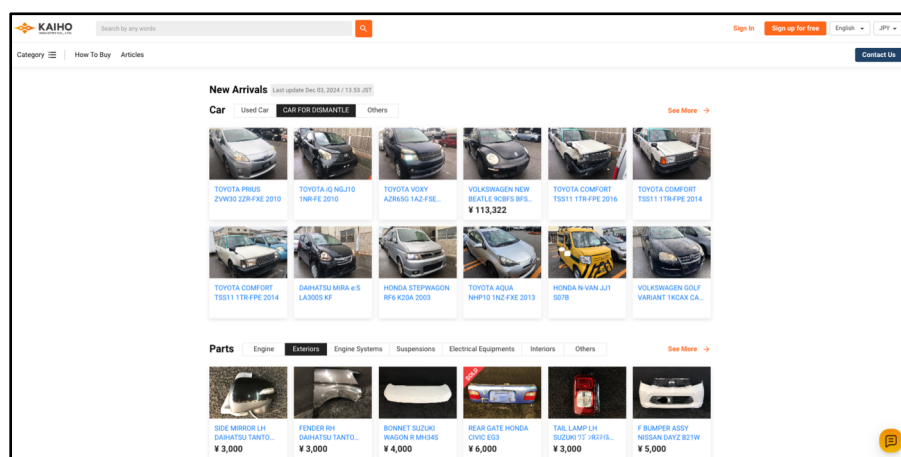 KAIHO
INDUSTRY CO., LTD.
Search by any words
Sign In
Sign up for free
English
JPY
Category
How To Buy
Articles
Contact Us
New Arrivals
Last update Dec 03, 2024 / 13.53 JST
Car
Used Car
CAR FOR DISMANTLE
Others
See More
TOYOTA PRIUS
ZVW30 2ZR-FXE 2010
TOYOTA iQ NGJ10
1NR-FE 2010
TOYOTA VOXY
AZR65G 1AZ-FSE...
VOLKSWAGEN NEW
BEATLE 9CBFS BFS...
¥ 113,322
TOYOTA COMFORT
TSS11 1TR-FPE 2016
TOYOTA COMFORT
TSS11 1TR-FPE 2014
TOYOTA COMFORT
TSS11 1TR-FPE 2014
DAIHATSU MIRA e:S
LA300S KF
HONDA STEPWAGON
RF6 K20A 2003
TOYOTA AQUA
NHP10 1NZ-FXE 2013
HONDA N-VAN JJ1
S07B
VOLKSWAGEN GOLF
VARIANT 1KCAX CA...
Parts
Engine
Exteriors
Engine Systems
Suspensions
Electrical Equipments
Interiors
Others
See More
SOLD
SIDE MIRROR LH
DAIHATSU TANTO...
¥ 3,000
FENDER RH
DAIHATSU TANTO...
¥ 3,000
BONNET SUZUKI
WAGON R MH34S
¥ 4,000
REAR GATE HONDA
CIVIC EG3
¥ 6,000
TAIL LAMP LH
SUZUKI
¥ 3,000
F BUMPER ASSY
NISSAN DAYZ B21W
¥ 5,000